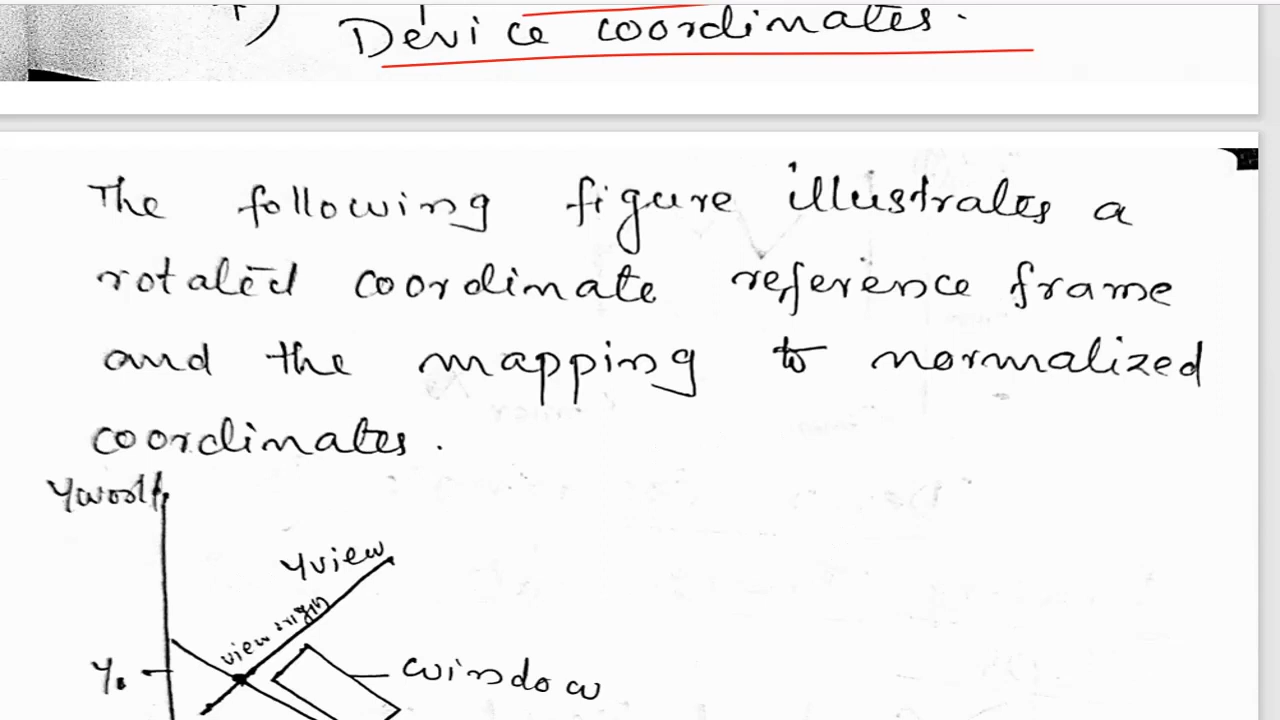 Device coordinates.
The following figure illustrates a
rotated coordinate reference frame
and the mapping to normalized
coordinates.
Yworld
Yview
view origin
Y₀
window